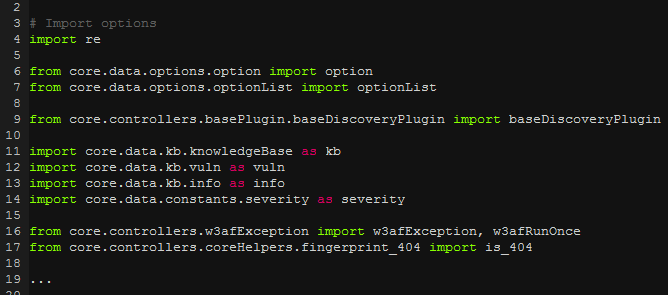 2
3 # Import options
4 import re
5
6 from core.data.options.option import option
7 from core.data.options.optionList import optionList
8
9 from core.controllers.basePlugin.baseDiscoveryPlugin import baseDiscoveryPlugin
10
11 import core.data.kb.knowledgeBase as kb
12 import core.data.kb.vuln as vuln
13 import core.data.kb.info as info
14 import core.data.constants.severity as severity
15
16 from core.controllers.w3afException import w3afException, w3afRunOnce
17 from core.controllers.coreHelpers.fingerprint_404 import is_404
18
19 ...
20